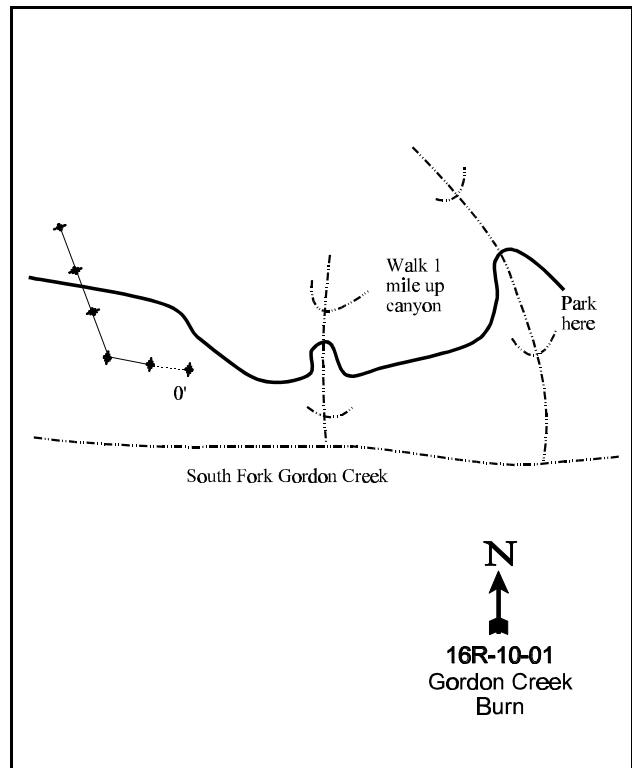 Walk 1
mile up
canyon
Park
here
0'
South Fork Gordon Creek
N
16R-10-01
Gordon Creek
Burn